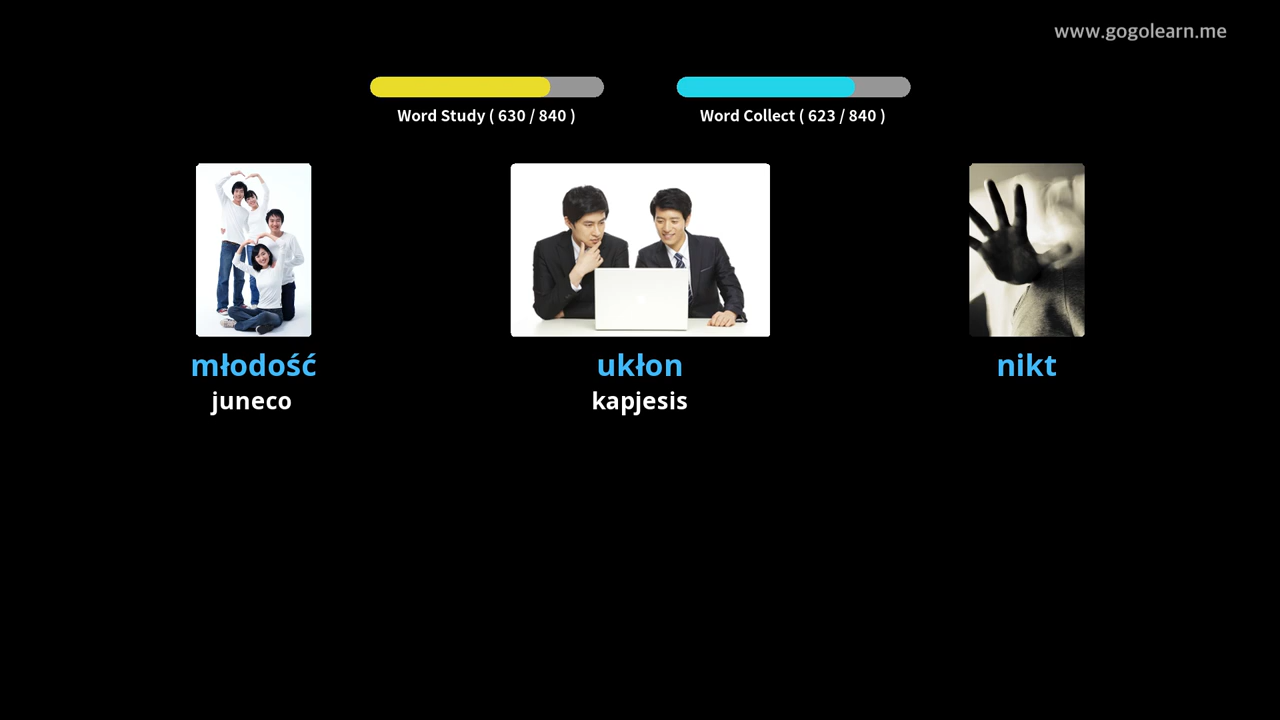 www.gogolearn.me
Word Study ( 630 / 840 )
Word Collect ( 623 / 840 )
młodość
juneco
ukłon
kapjesis
nikt